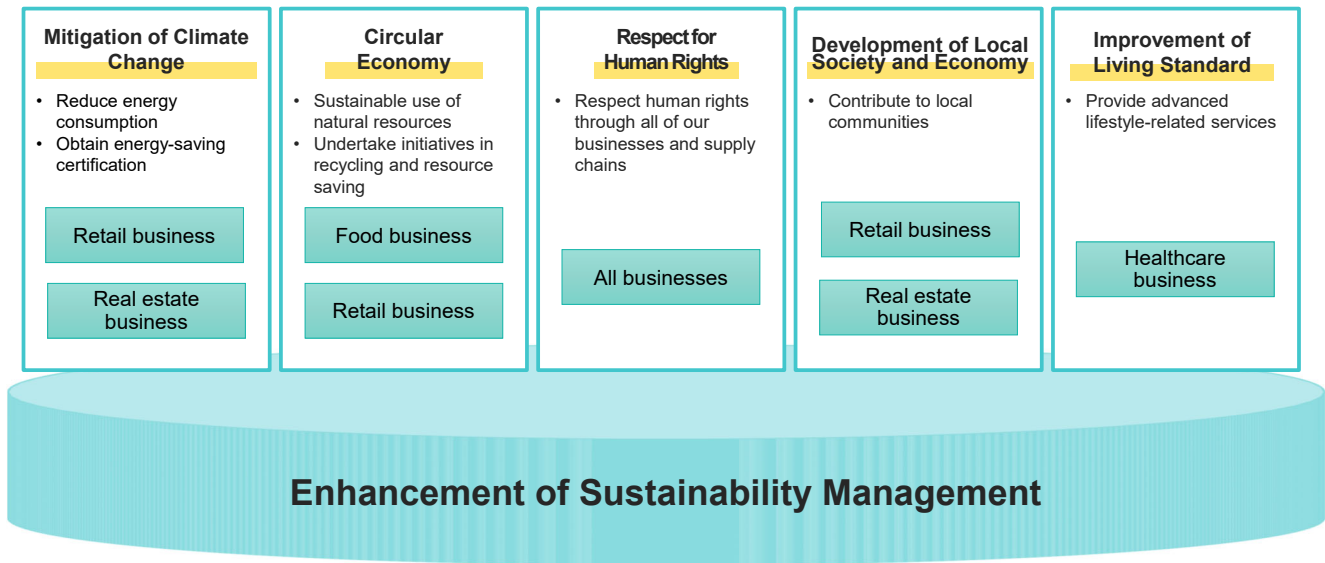 Mitigation of Climate
Change
• Reduce energy
consumption
• Obtain energy-saving
certification
Retail business
Real estate
business
Circular
Economy
• Sustainable use of
natural resources
• Undertake initiatives in
recycling and resource
saving
Food business
Retail business
Respect for
Human Rights
• Respect human rights
through all of our
businesses and supply
chains
All businesses
Development of Local
Society and Economy
• Contribute to local
communities
Retail business
Real estate
business
Improvement of
Living Standard
• Provide advanced
lifestyle-related services
Healthcare
business
Enhancement of Sustainability Management